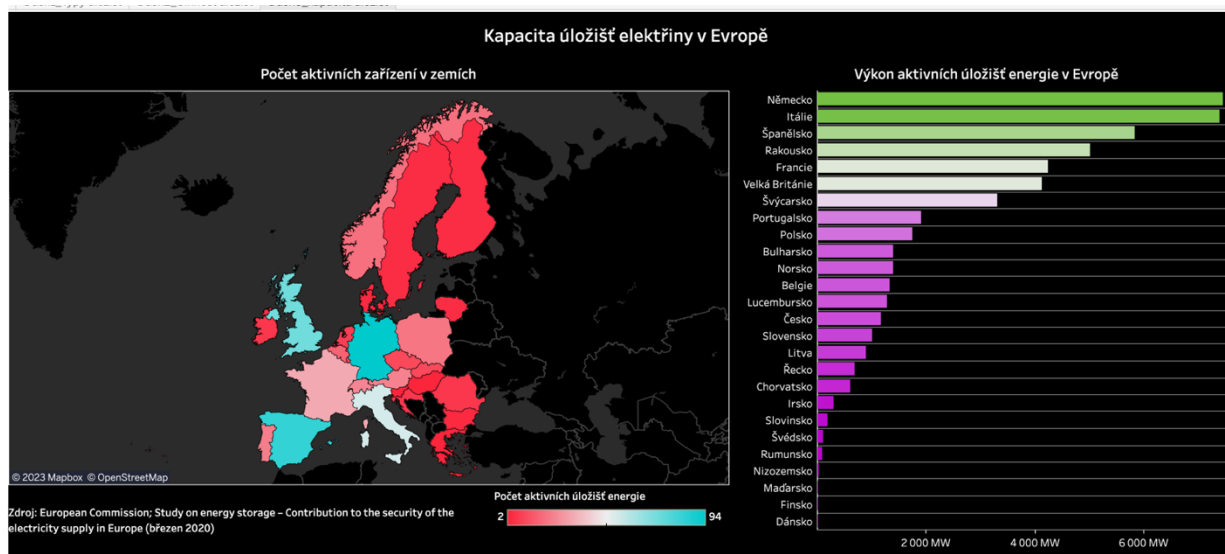 Kapacita úložišť elektřiny v Evropě
Počet aktivních zařízení v zemích
© 2023 Mapbox © OpenStreetMap
Počet aktivních úložišť energie
2
94
Zdroj: European Commission; Study on energy storage – Contribution to the security of the
electricity supply in Europe (březen 2020)
Výkon aktivních úložišť energie v Evropě
Německo
Itálie
Španělsko
Rakousko
Francie
Velká Británie
Švýcarsko
Portugalsko
Polsko
Bulharsko
Norsko
Belgie
Lucembursko
Česko
Slovensko
Litva
Řecko
Chorvatsko
Irsko
Slovinsko
Švédsko
Rumunsko
Nizozemsko
Maďarsko
Finsko
Dánsko
2 000 MW
4 000 MW
6 000 MW